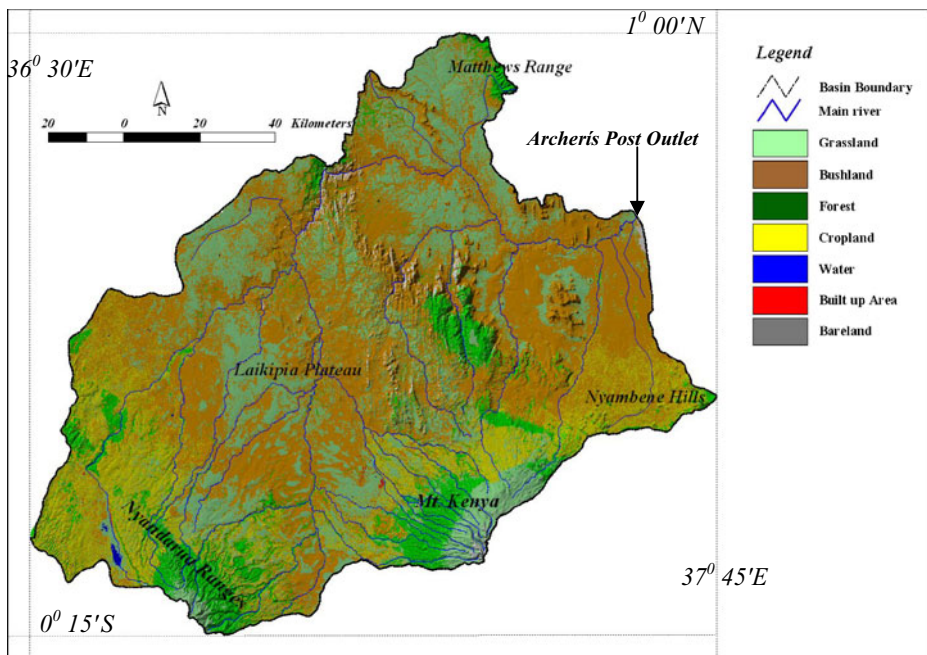 1⁰ 00'N
36⁰ 30'E
Matthews Range
N
20 0 20 40 Kilometers
Archerís Post Outlet
Laikipia Plateau
Nyambene Hills
Mt. Kenya
Nyandarua Ranges
37⁰ 45'E
0⁰ 15'S
Legend
Basin Boundary
Main river
Grassland
Bushland
Forest
Cropland
Water
Built up Area
Bareland